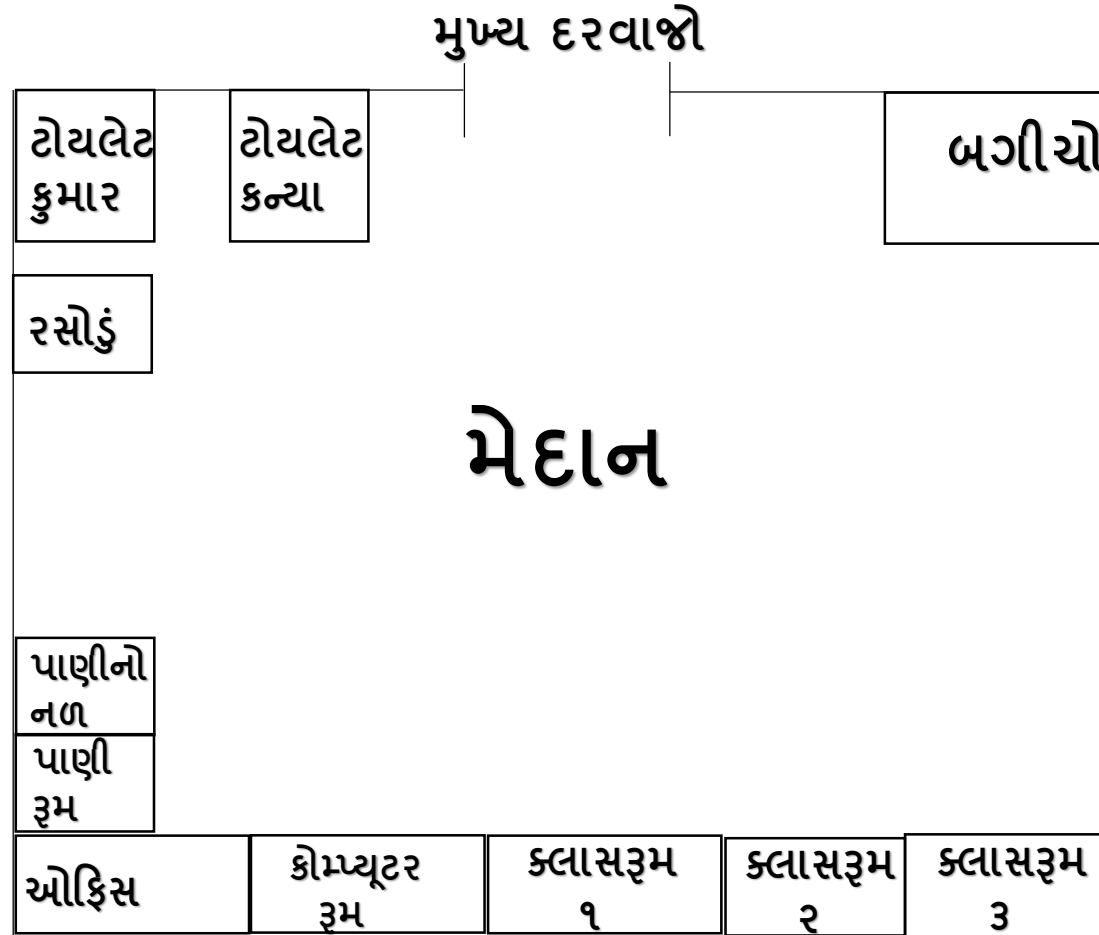 મુખ્ય દરવાજો
ટોયલેટ
કુમાર
ટોયલેટ
કન્યા
બગીચો
રસોડું
મેદાન
પાણીનો
નળ
પાણી
રૂમ
ઓફિસ
કોમ્પ્યૂટર
રૂમ
ક્લાસરૂમ
૧
ક્લાસરૂમ
૨
ક્લાસરૂમ
૩